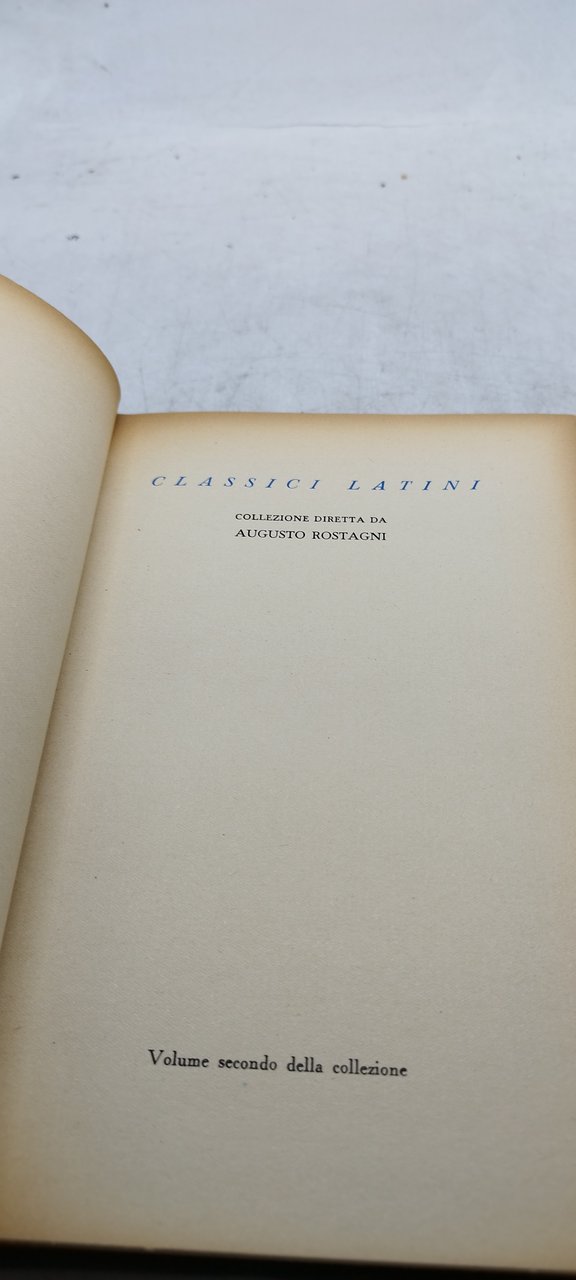 CLASSICI LATINI
COLLEZIONE DIRETTA DA
AUGUSTO ROSTAGNI
Volume secondo della collezione